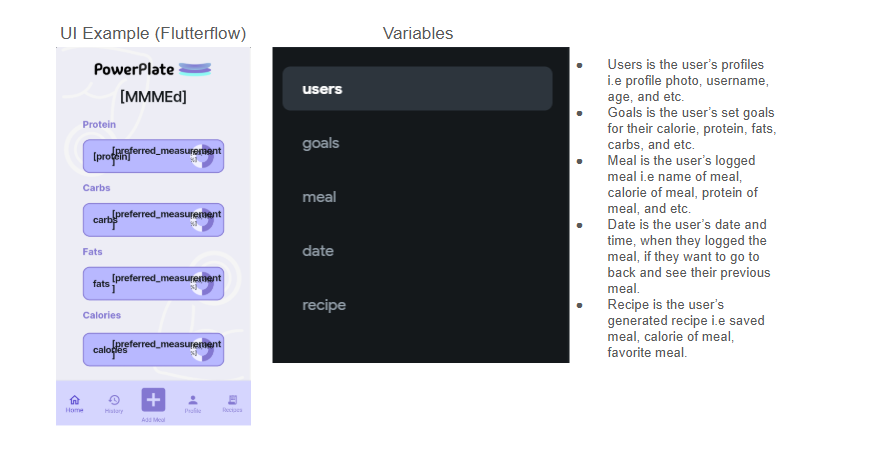 UI Example (Flutterflow)
Variables
PowerPlate
[MMMEd]
Protein
[protein]
[preferred_measurement
]
Carbs
carbs
[preferred_measurement
]
Fats
fats
[preferred_measurement
]
Calories
calories
[preferred_measurement
]
Home
History
Add Meal
Profile
Recipes
users
goals
meal
date
recipe
Users is the user's profiles
i.e profile photo, username,
age, and etc.
Goals is the user's set goals
for their calorie, protein, fats,
carbs, and etc.
Meal is the user's logged
meal i.e name of meal,
calorie of meal, protein of
meal, and etc.
Date is the user's date and
time, when they logged the
meal, if they want to go to
back and see their previous
meal.
Recipe is the user's
generated recipe i.e saved
meal, calorie of meal,
favorite meal.